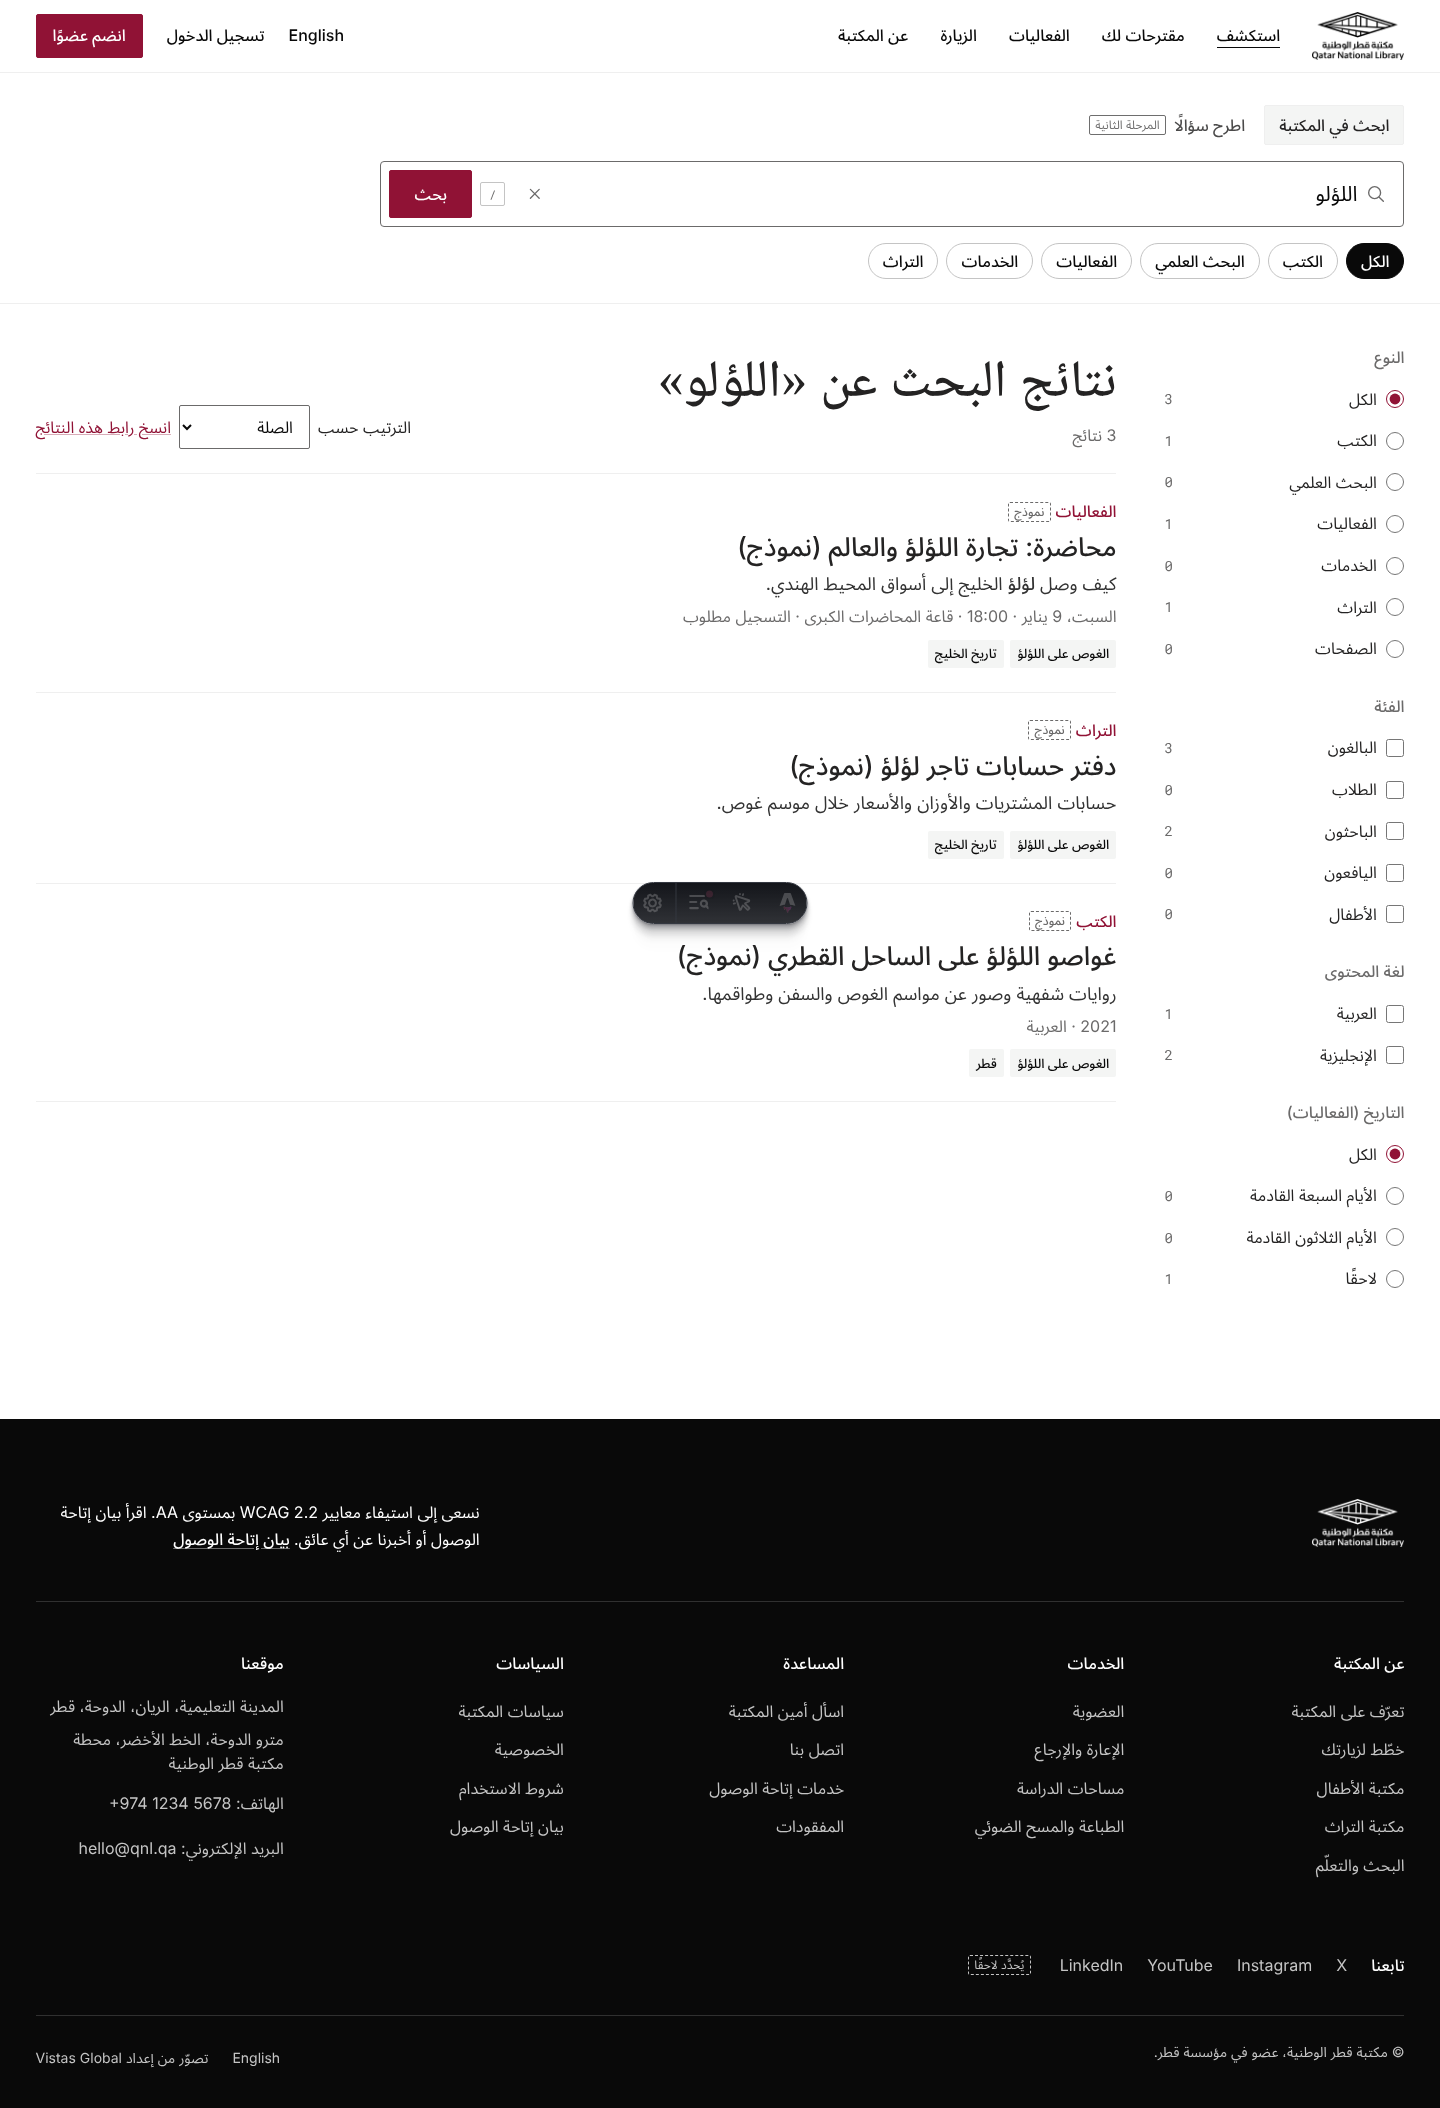 مكتبة قطر الوطنية
Qatar National Library
استكشف
مقترحات لك
الفعاليات
الزيارة
عن المكتبة
English
تسجيل الدخول
انضم عضوًا
ابحث في المكتبة
اطرح سؤالًا
المرحلة الثانية
اللؤلو
/
بحث
الكل
الكتب
البحث العلمي
الفعاليات
الخدمات
التراث
النوع
الكل 3
الكتب 1
البحث العلمي 0
الفعاليات 1
الخدمات 0
التراث 1
الصفحات 0
الفئة
البالغون 3
الطلاب 0
الباحثون 2
اليافعون 0
الأطفال 0
لغة المحتوى
العربية 1
الإنجليزية 2
التاريخ (الفعاليات)
الكل
الأيام السبعة القادمة 0
الأيام الثلاثون القادمة 0
لاحقًا 1
نتائج البحث عن «اللؤلو»
3 نتائج
الترتيب حسب
الصلة
انسخ رابط هذه النتائج
الفعاليات نموذج
محاضرة: تجارة اللؤلؤ والعالم (نموذج)
كيف وصل لؤلؤ الخليج إلى أسواق المحيط الهندي.
السبت، 9 يناير · 18:00 · قاعة المحاضرات الكبرى · التسجيل مطلوب
الغوص على اللؤلؤ
تاريخ الخليج
التراث نموذج
دفتر حسابات تاجر لؤلؤ (نموذج)
حسابات المشتريات والأوزان والأسعار خلال موسم غوص.
الغوص على اللؤلؤ
تاريخ الخليج
الكتب نموذج
غواصو اللؤلؤ على الساحل القطري (نموذج)
روايات شفهية وصور عن مواسم الغوص والسفن وطواقمها.
2021 · العربية
الغوص على اللؤلؤ
قطر
مكتبة قطر الوطنية
Qatar National Library
نسعى إلى استيفاء معايير WCAG 2.2 بمستوى AA. اقرأ بيان إتاحة
الوصول أو أخبرنا عن أي عائق. بيان إتاحة الوصول
عن المكتبة
تعرّف على المكتبة
خطّط لزيارتك
مكتبة الأطفال
مكتبة التراث
البحث والتعلّم
الخدمات
العضوية
الإعارة والإرجاع
مساحات الدراسة
الطباعة والمسح الضوئي
المساعدة
اسأل أمين المكتبة
اتصل بنا
خدمات إتاحة الوصول
المفقودات
السياسات
سياسات المكتبة
الخصوصية
شروط الاستخدام
بيان إتاحة الوصول
موقعنا
المدينة التعليمية، الريان، الدوحة، قطر
مترو الدوحة، الخط الأخضر، محطة
مكتبة قطر الوطنية
الهاتف: +974 1234 5678
البريد الإلكتروني: hello@qnl.qa
تابعنا
X
Instagram
YouTube
LinkedIn
يُحدَّد لاحقًا
© مكتبة قطر الوطنية، عضو في مؤسسة قطر.
English
تصوّر من إعداد Vistas Global